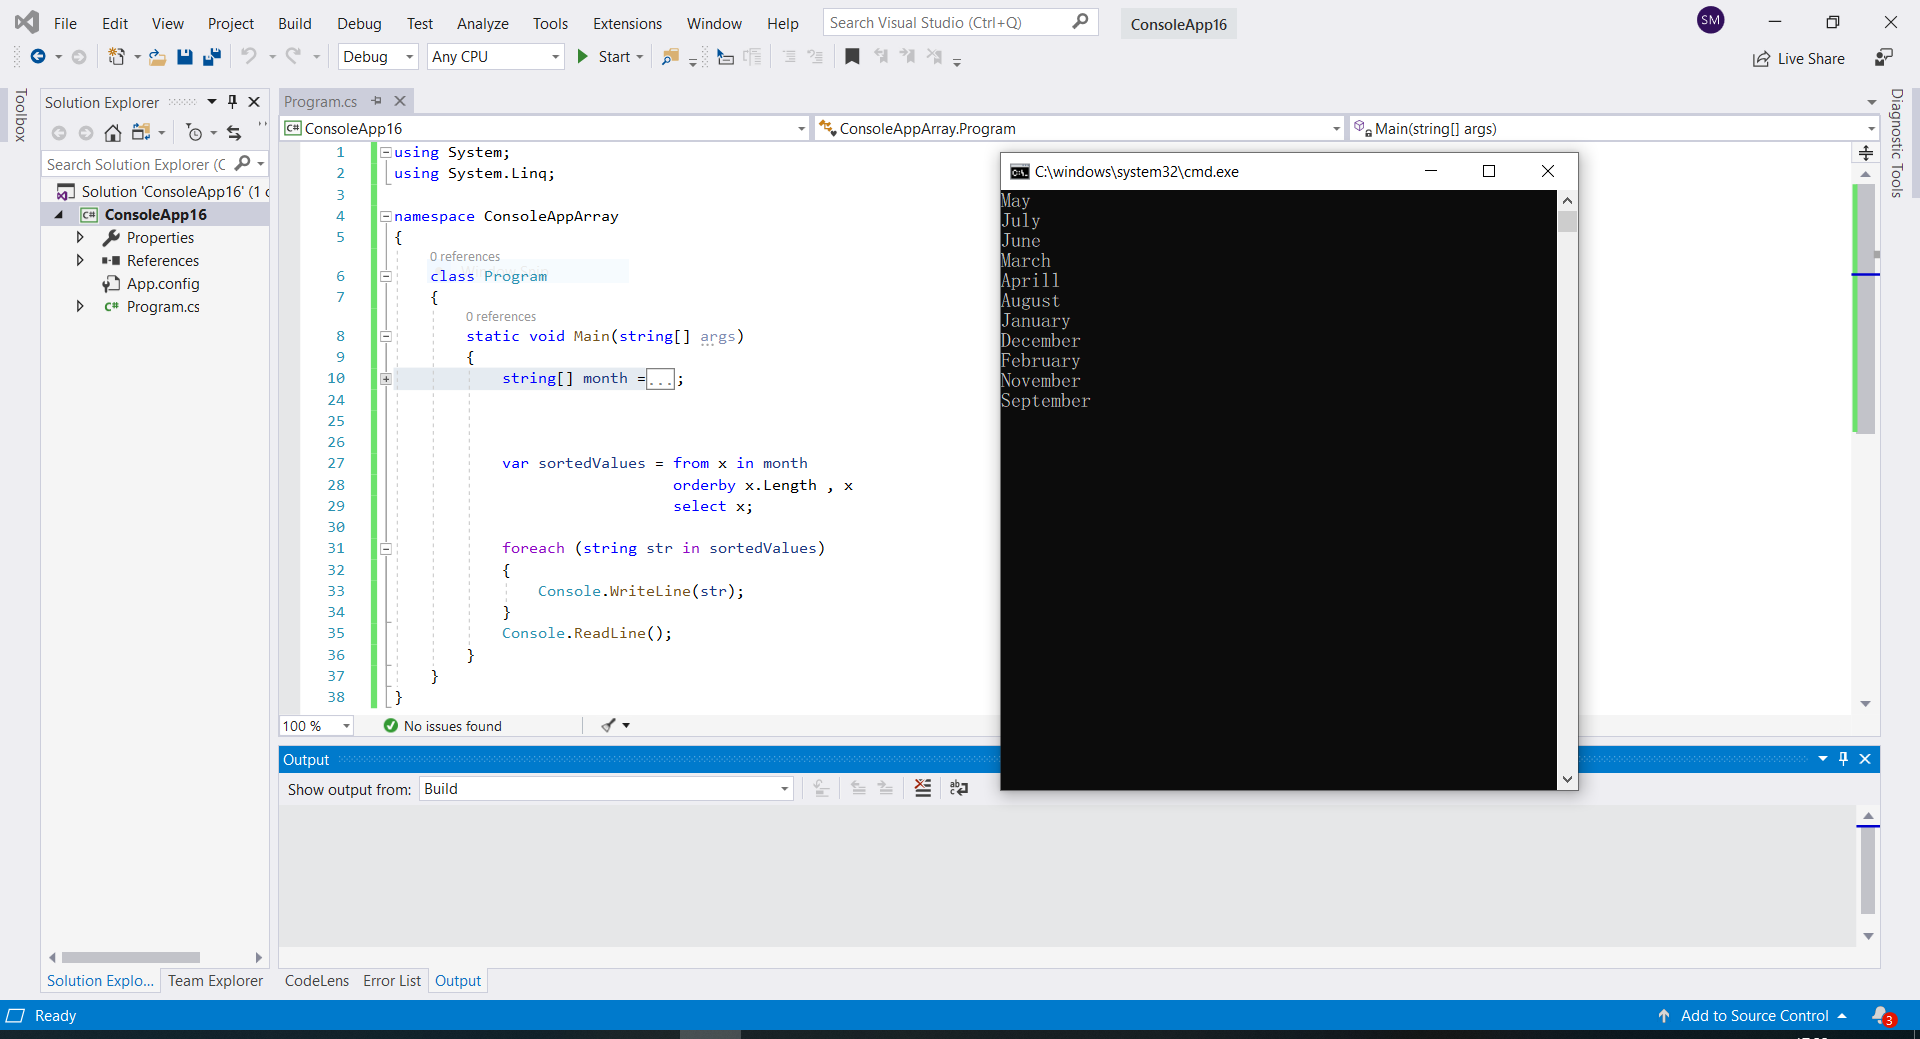 File Edit View Project Build Debug Test Analyze Tools Extensions Window Help Search Visual Studio (Ctrl+Q) ConsoleApp16 SM
Debug Any CPU Start Live Share
Toolbox
Solution Explorer
Search Solution Explorer (C
Solution 'ConsoleApp16' (1 c
C# ConsoleApp16
Properties
References
App.config
C# Program.cs
Program.cs
C# ConsoleApp16 ConsoleAppArray.Program Main(string[] args)
1 using System;
2 using System.Linq;
3
4 namespace ConsoleAppArray
5 {
0 references
6 class Program
7 {
0 references
8 static void Main(string[] args)
9 {
10 string[] month =...;
24
25
26
27 var sortedValues = from x in month
28 orderby x.Length , x
29 select x;
30
31 foreach (string str in sortedValues)
32 {
33 Console.WriteLine(str);
34 }
35 Console.ReadLine();
36 }
37 }
38 }
100 % No issues found
C:\windows\system32\cmd.exe
May
July
June
March
Aprill
August
January
December
February
November
September
Diagnostic Tools
Output
Show output from: Build
Solution Explo... Team Explorer CodeLens Error List Output
Ready Add to Source Control 3